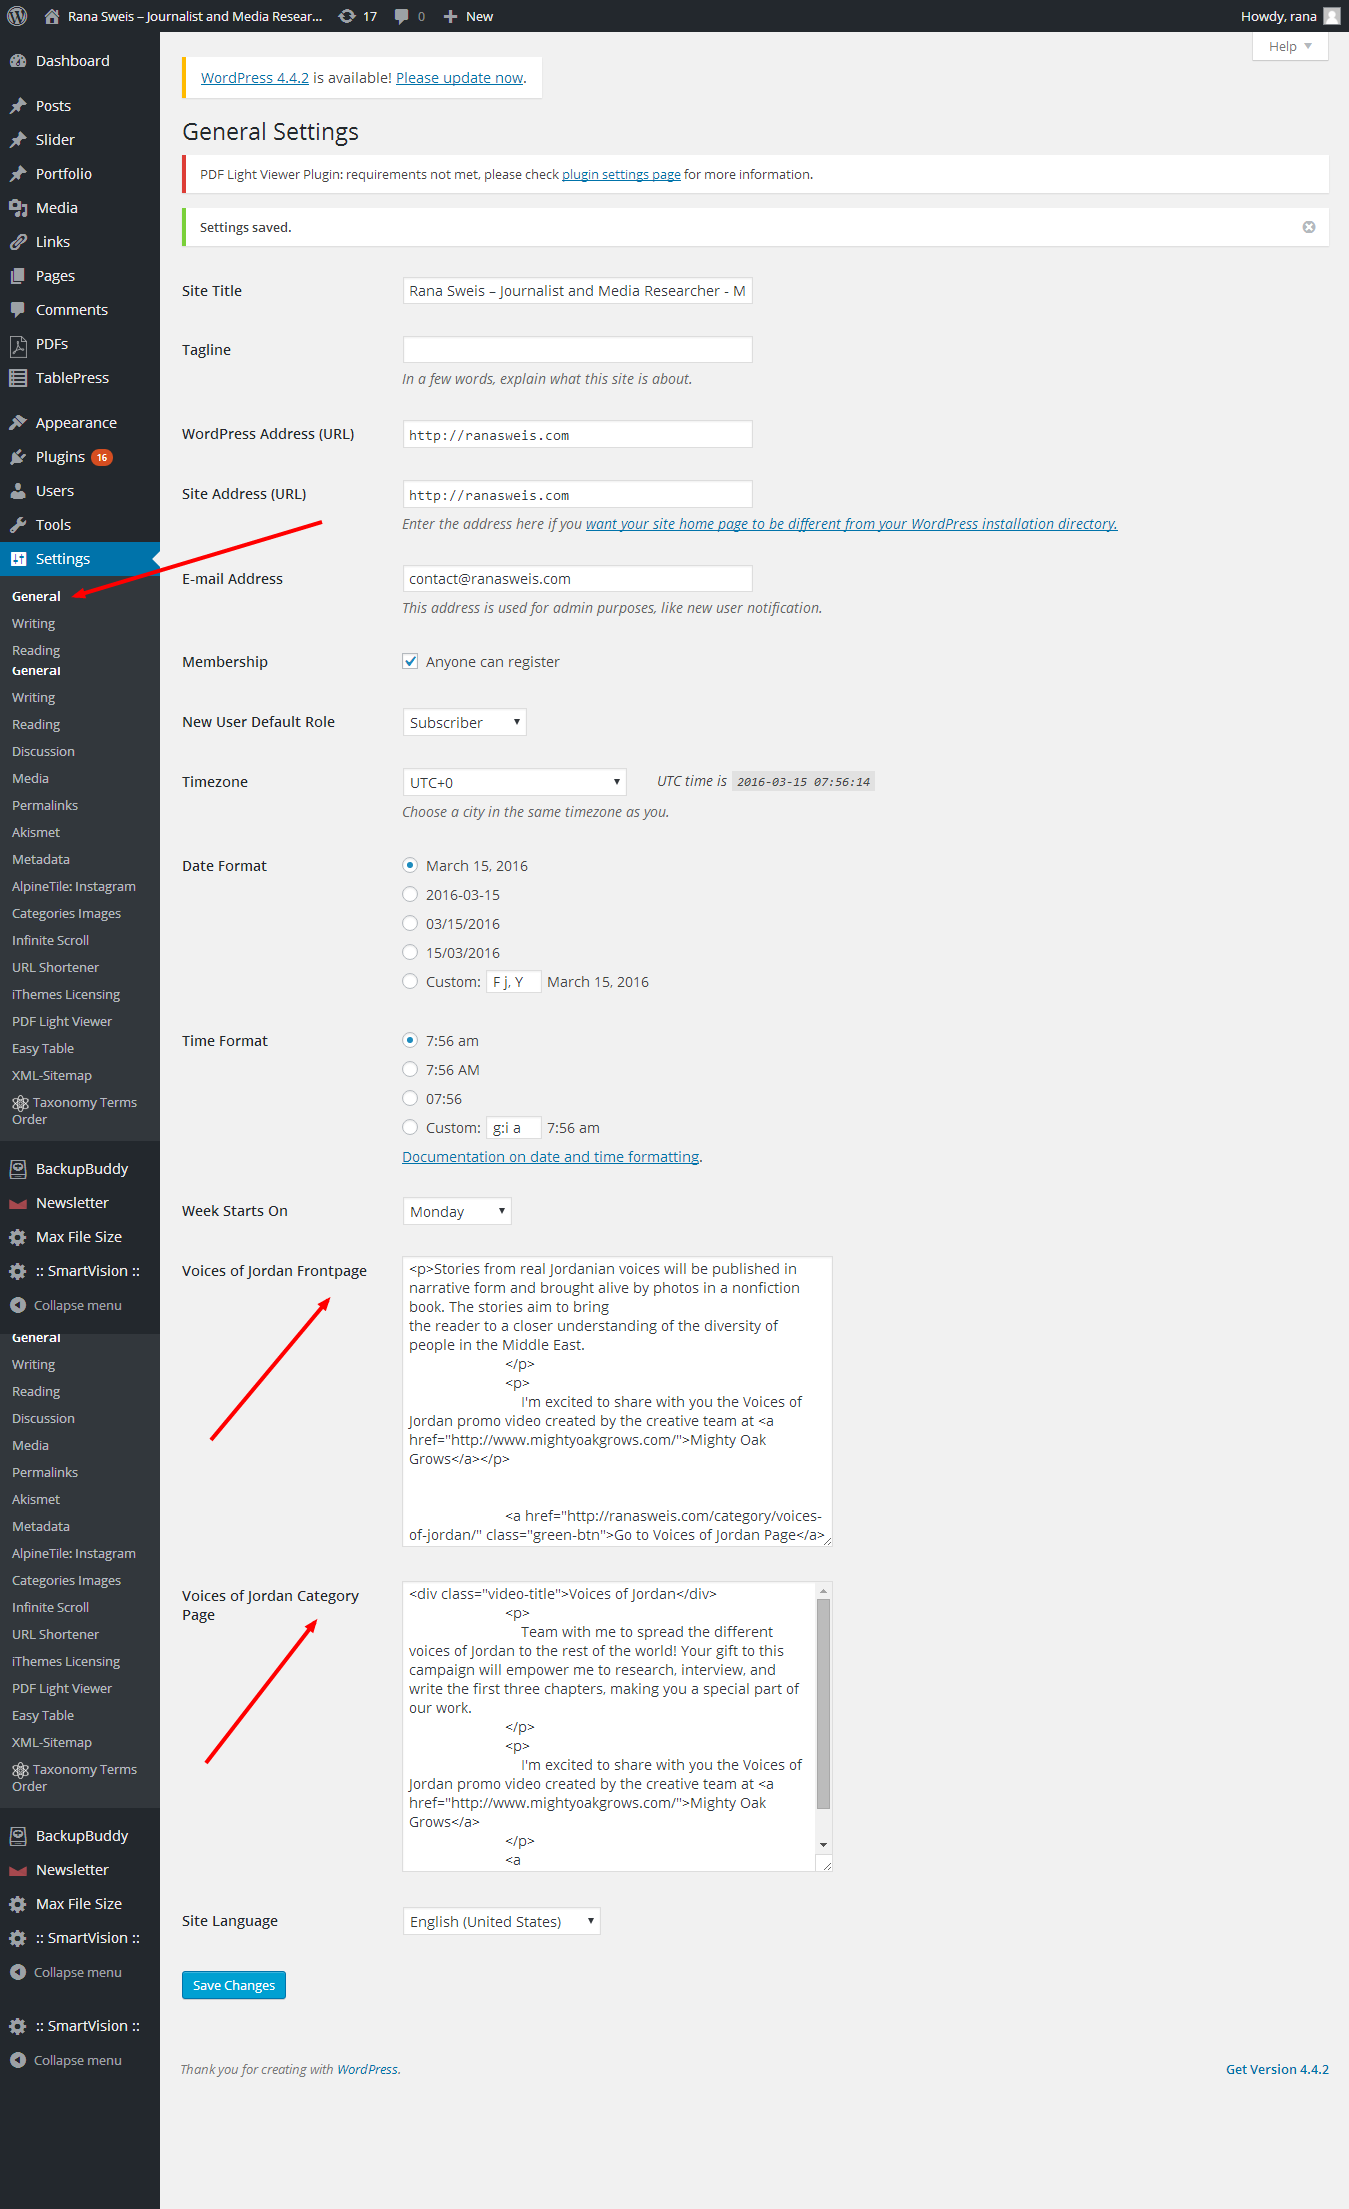 Rana Sweis – Journalist and Media Resear... 17 0 New Howdy, rana
Help
Dashboard
Posts
Slider
Portfolio
Media
Links
Pages
Comments
PDFs
TablePress
Appearance
Plugins 16
Users
Tools
Settings
General
Writing
Reading
General
Writing
Reading
Discussion
Media
Permalinks
Akismet
Metadata
AlpineTile: Instagram
Categories Images
Infinite Scroll
URL Shortener
iThemes Licensing
PDF Light Viewer
Easy Table
XML-Sitemap
Taxonomy Terms
Order
BackupBuddy
Newsletter
Max File Size
:: SmartVision ::
Collapse menu
General
Writing
Reading
Discussion
Media
Permalinks
Akismet
Metadata
AlpineTile: Instagram
Categories Images
Infinite Scroll
URL Shortener
iThemes Licensing
PDF Light Viewer
Easy Table
XML-Sitemap
Taxonomy Terms
Order
BackupBuddy
Newsletter
Max File Size
:: SmartVision ::
Collapse menu
:: SmartVision ::
Collapse menu
WordPress 4.4.2 is available! Please update now.
General Settings
PDF Light Viewer Plugin: requirements not met, please check plugin settings page for more information.
Settings saved.
Site Title
Rana Sweis – Journalist and Media Researcher - M
Tagline
In a few words, explain what this site is about.
WordPress Address (URL)
http://ranasweis.com
Site Address (URL)
http://ranasweis.com
Enter the address here if you want your site home page to be different from your WordPress installation directory.
E-mail Address
contact@ranasweis.com
This address is used for admin purposes, like new user notification.
Membership
Anyone can register
New User Default Role
Subscriber
Timezone
UTC+0
UTC time is 2016-03-15 07:56:14
Choose a city in the same timezone as you.
Date Format
March 15, 2016
2016-03-15
03/15/2016
15/03/2016
Custom: F j, Y March 15, 2016
Time Format
7:56 am
7:56 AM
07:56
Custom: g:i a 7:56 am
Documentation on date and time formatting.
Week Starts On
Monday
Voices of Jordan Frontpage
<p>Stories from real Jordanian voices will be published in
narrative form and brought alive by photos in a nonfiction
book. The stories aim to bring
the reader to a closer understanding of the diversity of
people in the Middle East.
</p>
<p>
I'm excited to share with you the Voices of
Jordan promo video created by the creative team at <a
href="http://www.mightyoakgrows.com/">Mighty Oak
Grows</a></p>
<a href="http://ranasweis.com/category/voices-
of-jordan/" class="green-btn">Go to Voices of Jordan Page</a>
Voices of Jordan Category
Page
<div class="video-title">Voices of Jordan</div>
<p>
Team with me to spread the different
voices of Jordan to the rest of the world! Your gift to this
campaign will empower me to research, interview, and
write the first three chapters, making you a special part of
our work.
</p>
<p>
I'm excited to share with you the Voices of
Jordan promo video created by the creative team at <a
href="http://www.mightyoakgrows.com/">Mighty Oak
Grows</a>
</p>
<a
Site Language
English (United States)
Save Changes
Thank you for creating with WordPress.
Get Version 4.4.2